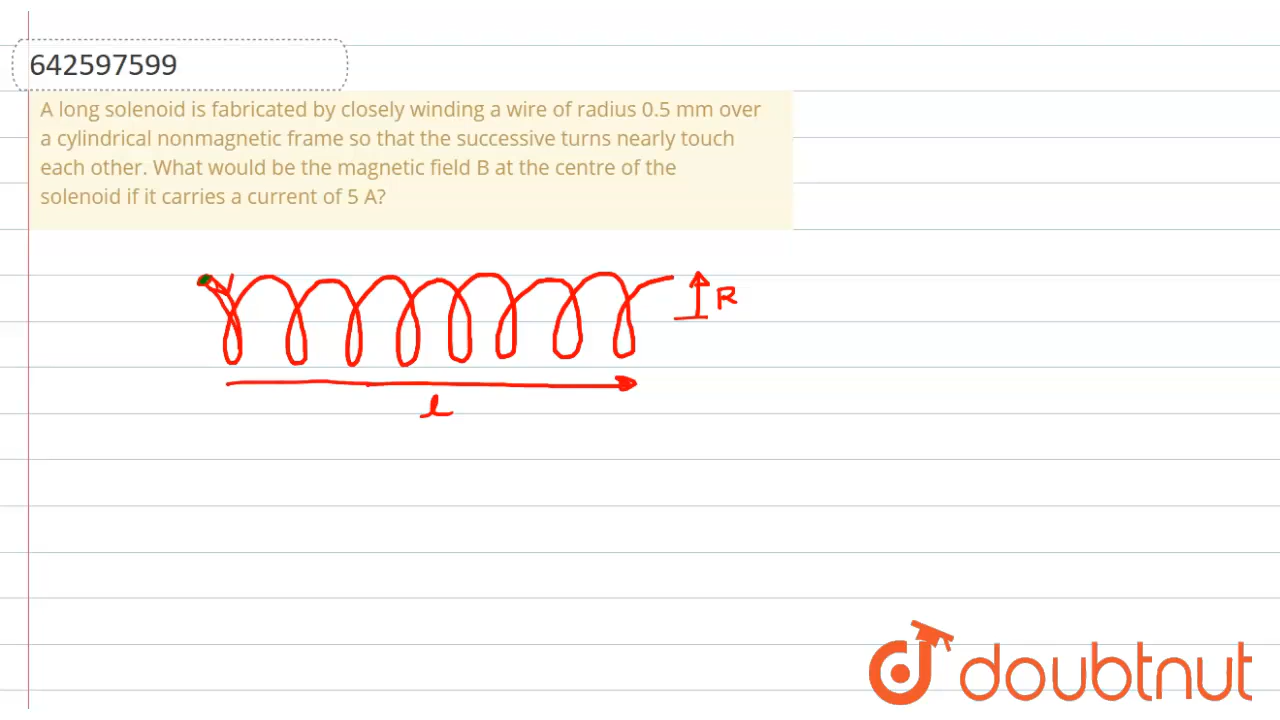 642597599
A long solenoid is fabricated by closely winding a wire of radius 0.5 mm over
a cylindrical nonmagnetic frame so that the successive turns nearly touch
each other. What would be the magnetic field B at the centre of the
solenoid if it carries a current of 5 A?
R
l
doubtnut